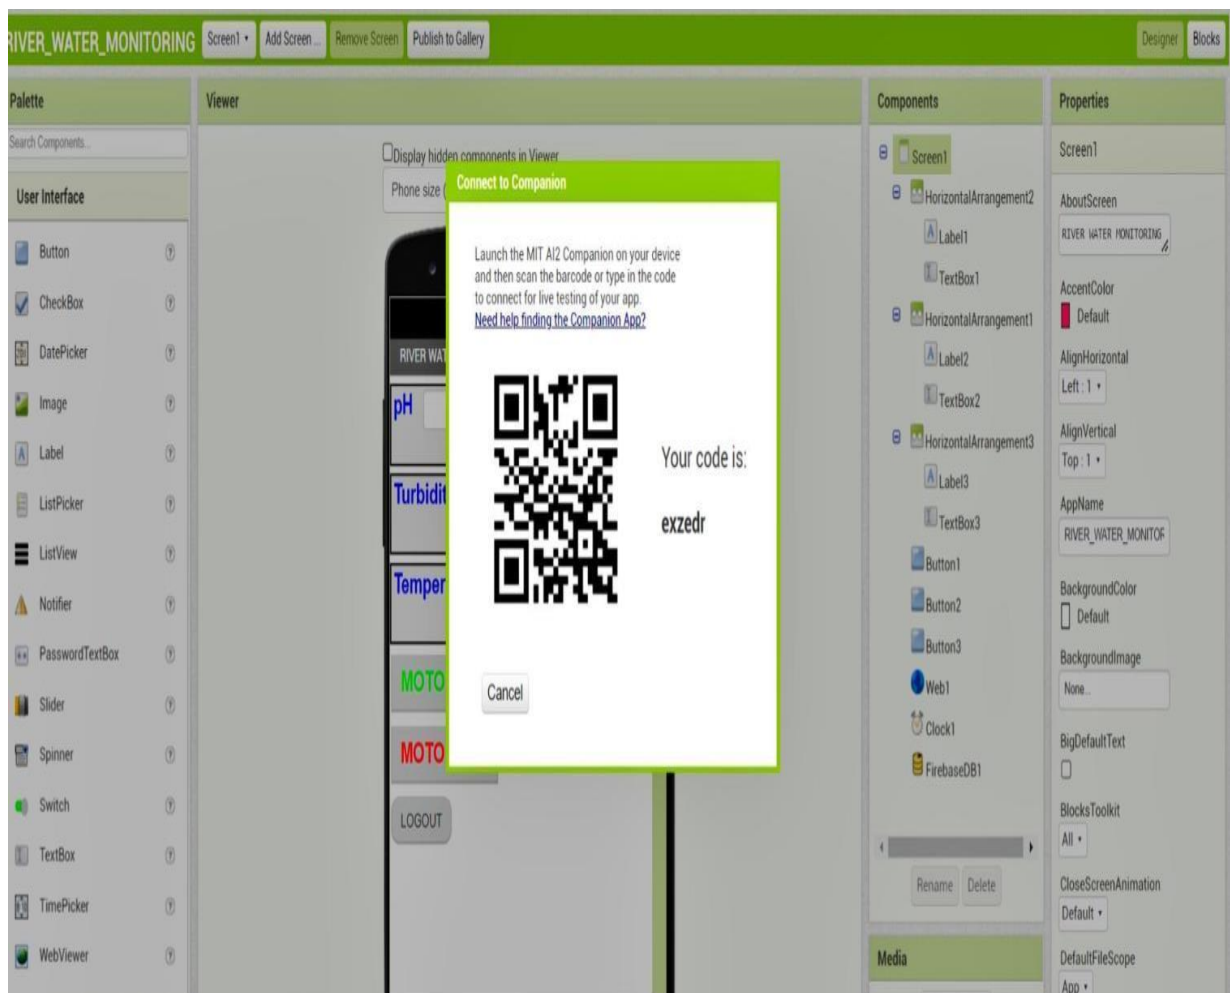 RIVER_WATER_MONITORING
Screen1
Add Screen ...
Remove Screen
Publish to Gallery
Designer
Blocks
Palette
Search Components...
User Interface
Button
CheckBox
DatePicker
Image
Label
ListPicker
ListView
Notifier
PasswordTextBox
Slider
Spinner
Switch
TextBox
TimePicker
WebViewer
Viewer
Display hidden components in Viewer
Phone size (
RIVER WAT
pH
Turbidit
Temper
MOTO
MOTO
LOGOUT
Connect to Companion
Launch the MIT AI2 Companion on your device
and then scan the barcode or type in the code
to connect for live testing of your app.
Need help finding the Companion App?
Your code is:
exzedr
Cancel
Components
Screen1
HorizontalArrangement2
Label1
TextBox1
HorizontalArrangement1
Label2
TextBox2
HorizontalArrangement3
Label3
TextBox3
Button1
Button2
Button3
Web1
Clock1
FirebaseDB1
Rename
Delete
Media
Properties
Screen1
AboutScreen
RIVER WATER MONITORING
AccentColor
Default
AlignHorizontal
Left : 1
AlignVertical
Top : 1
AppName
RIVER_WATER_MONITOR
BackgroundColor
Default
BackgroundImage
None...
BigDefaultText
BlocksToolkit
All
CloseScreenAnimation
Default
DefaultFileScope
App